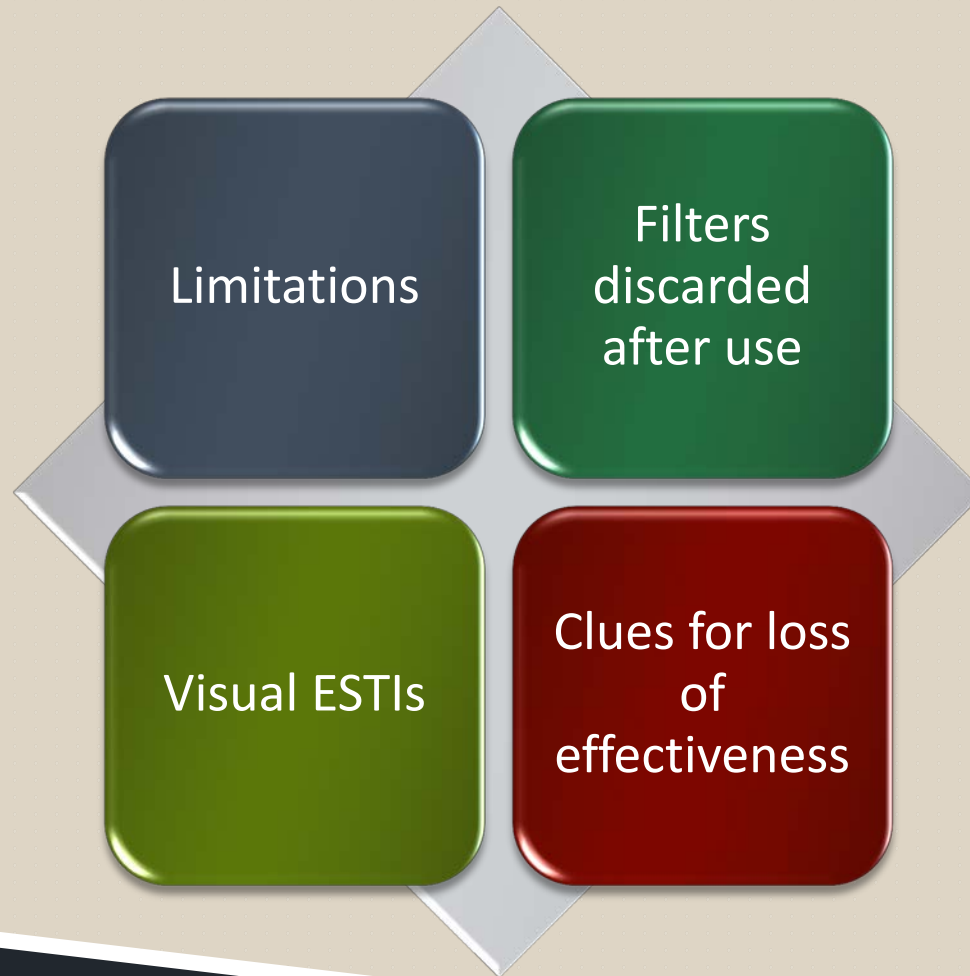 Limitations
Filters
discarded
after use
Visual ESTIs
Clues for loss
of
effectiveness